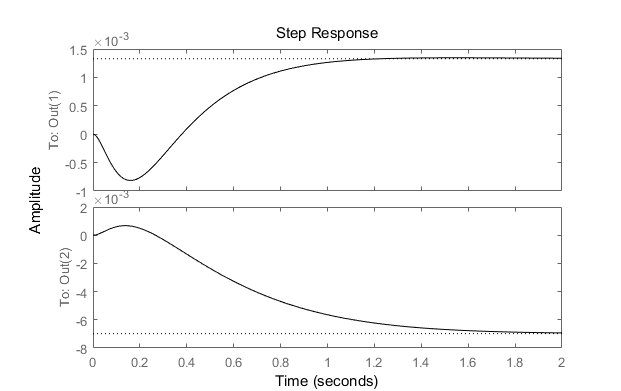 Step Response
×10⁻³
1.5
1
0.5
0
-0.5
-1
To: Out(1)
Amplitude
×10⁻³
2
0
-2
-4
-6
-8
To: Out(2)
0 0.2 0.4 0.6 0.8 1 1.2 1.4 1.6 1.8 2
Time (seconds)